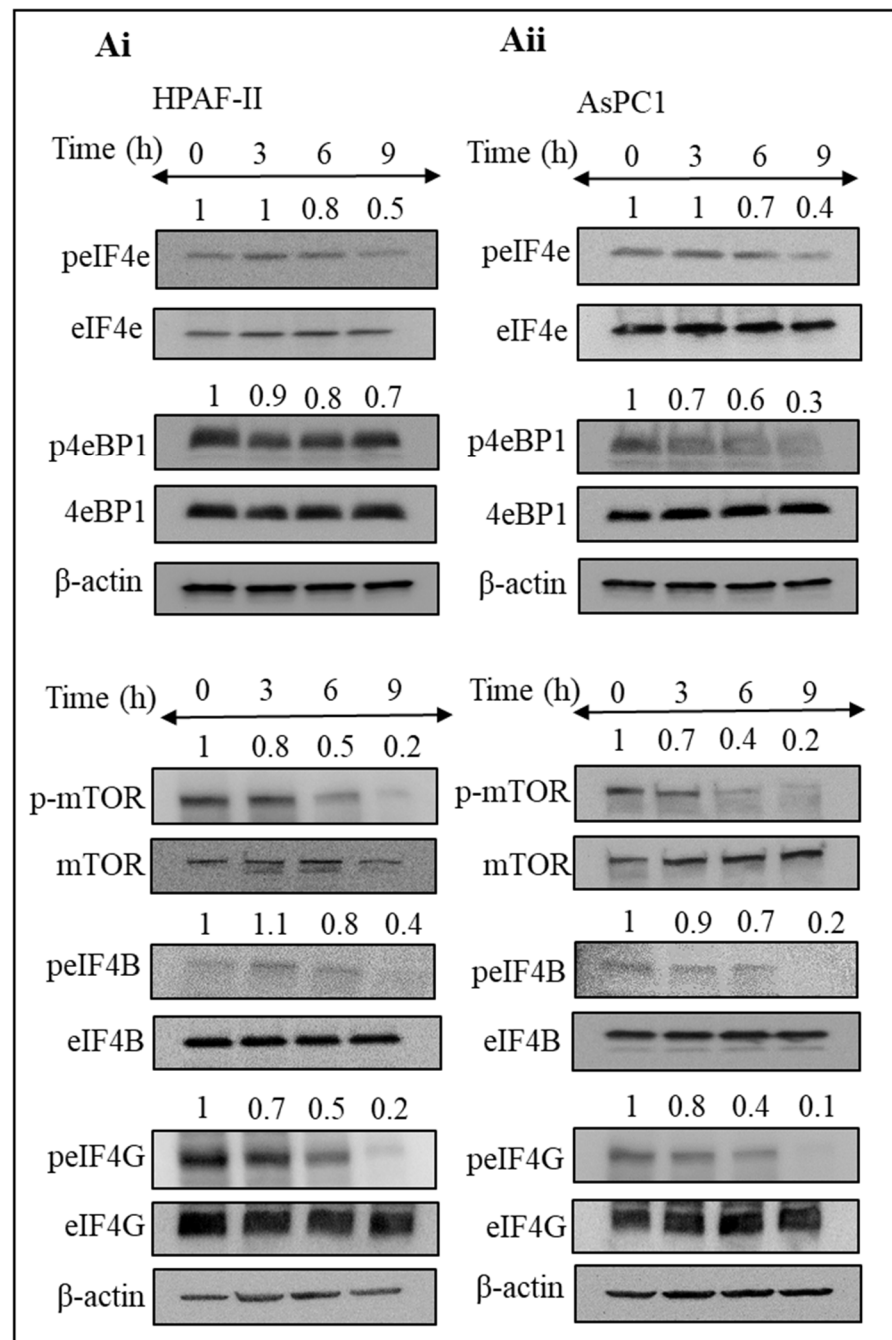 Ai
HPAF-II
Time (h) 0 3 6 9
1 1 0.8 0.5
peIF4e
eIF4e
1 0.9 0.8 0.7
p4eBP1
4eBP1
β-actin
Time (h) 0 3 6 9
1 0.8 0.5 0.2
p-mTOR
mTOR
1 1.1 0.8 0.4
peIF4B
eIF4B
1 0.7 0.5 0.2
peIF4G
eIF4G
β-actin
Aii
AsPC1
Time (h) 0 3 6 9
1 1 0.7 0.4
peIF4e
eIF4e
1 0.7 0.6 0.3
p4eBP1
4eBP1
β-actin
Time (h) 0 3 6 9
1 0.7 0.4 0.2
p-mTOR
mTOR
1 0.9 0.7 0.2
peIF4B
eIF4B
1 0.8 0.4 0.1
peIF4G
eIF4G
β-actin